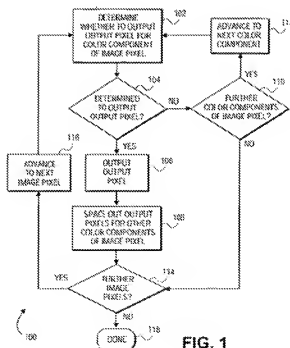 DETERMINE
WHETHER TO OUTPUT
OUTPUT PIXEL FOR
COLOR COMPONENT
OF IMAGE PIXEL
102
ADVANCE TO
NEXT COLOR
COMPONENT
104
DETERMINED
TO OUTPUT
OUTPUT PIXEL?
NO
YES
110
FURTHER
COLOR COMPONENTS
OF IMAGE PIXEL?
YES
NO
116
ADVANCE
TO NEXT
IMAGE PIXEL
106
OUTPUT
OUTPUT
PIXEL
108
SPACE OUT OUTPUT
PIXELS FOR OTHER
COLOR COMPONENTS
OF IMAGE PIXEL
YES
114
FURTHER
IMAGE
PIXELS?
NO
100
118
DONE
FIG. 1